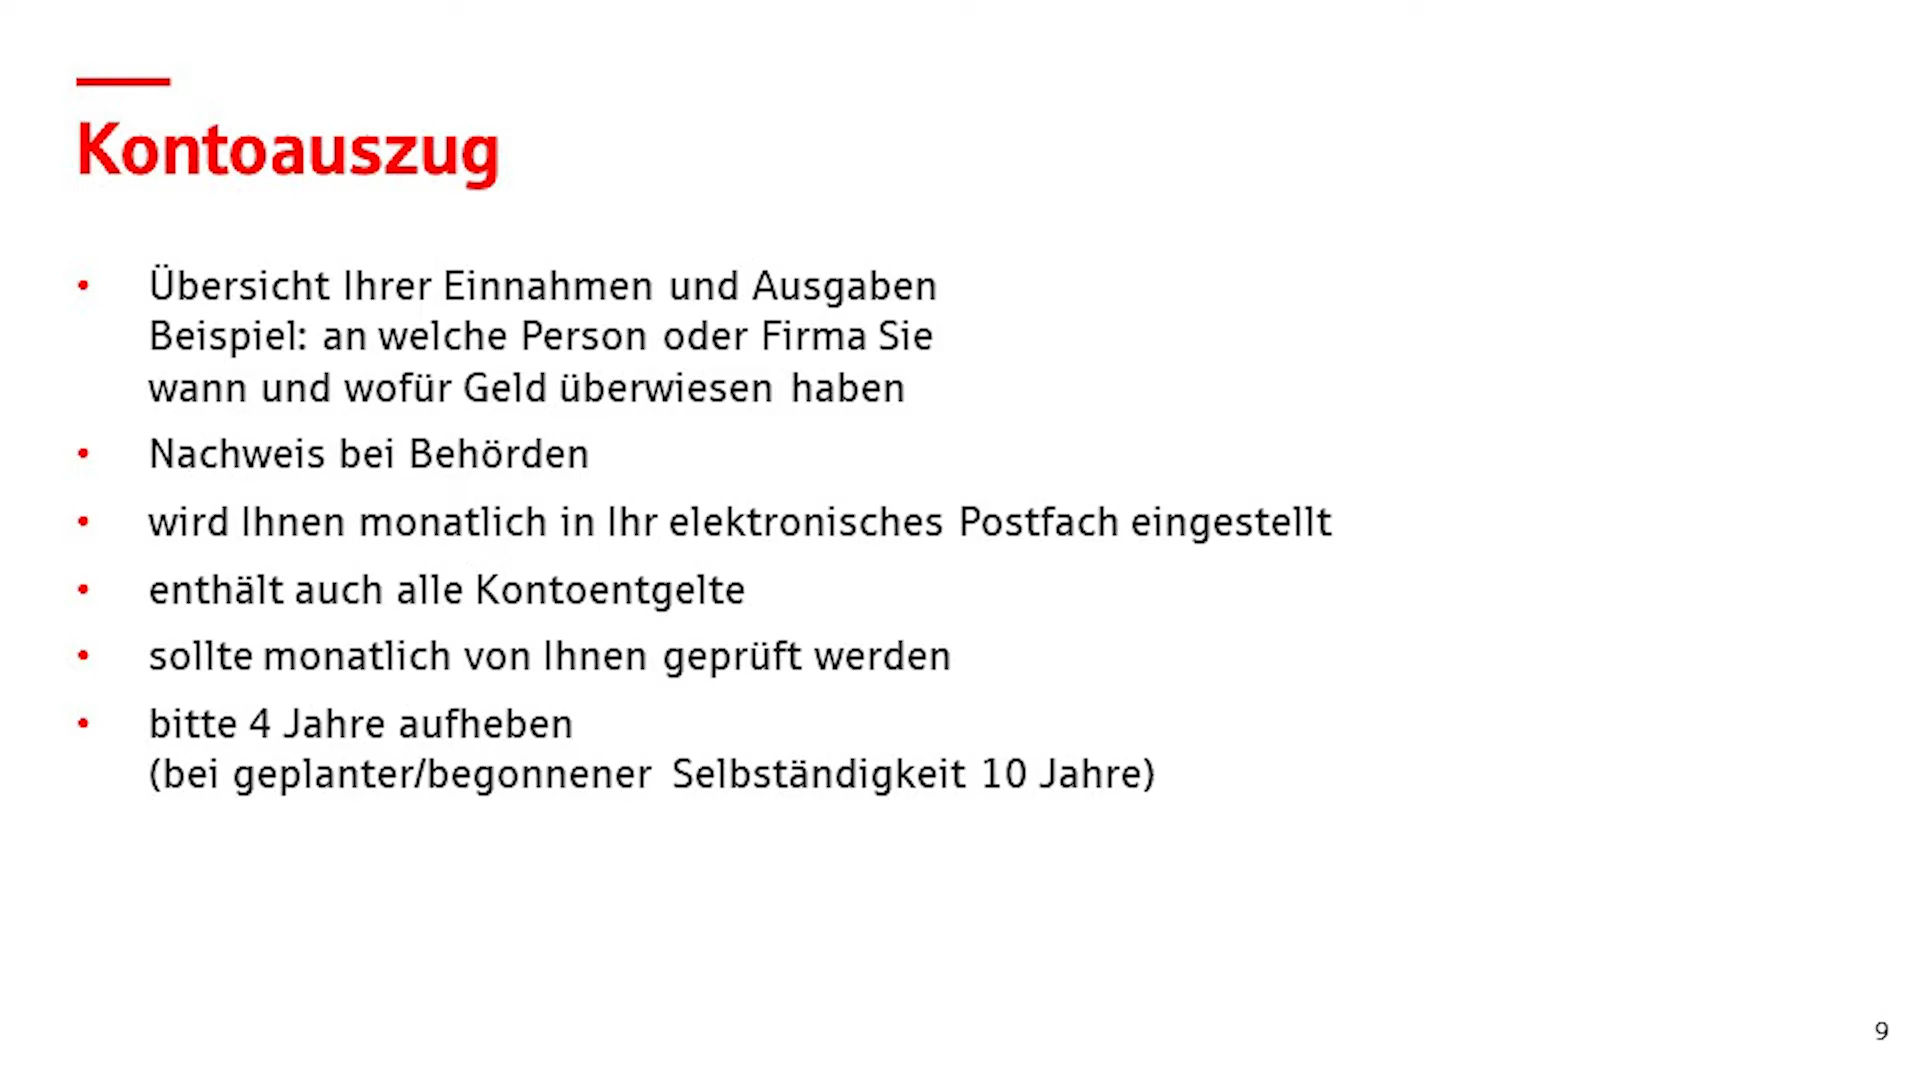 Kontoauszug
• Übersicht Ihrer Einnahmen und Ausgaben
Beispiel: an welche Person oder Firma Sie
wann und wofür Geld überwiesen haben
• Nachweis bei Behörden
• wird Ihnen monatlich in Ihr elektronisches Postfach eingestellt
• enthält auch alle Kontoentgelte
• sollte monatlich von Ihnen geprüft werden
• bitte 4 Jahre aufheben
(bei geplanter/begonnener Selbständigkeit 10 Jahre)
9